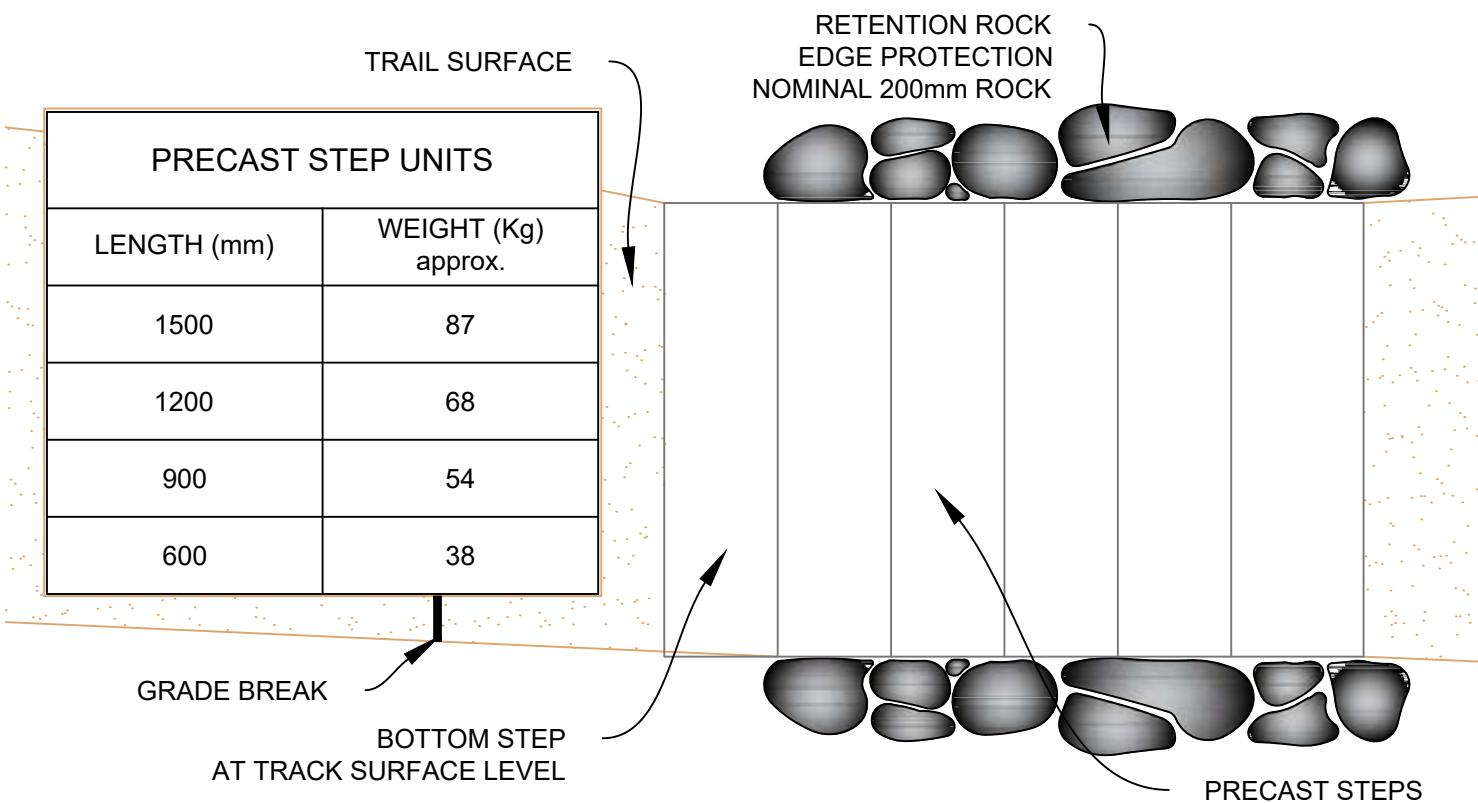 TRAIL SURFACE
RETENTION ROCK
EDGE PROTECTION
NOMINAL 200mm ROCK
PRECAST STEP UNITS
LENGTH (mm) WEIGHT (Kg)
approx.
1500 87
1200 68
900 54
600 38
GRADE BREAK
BOTTOM STEP
AT TRACK SURFACE LEVEL
PRECAST STEPS